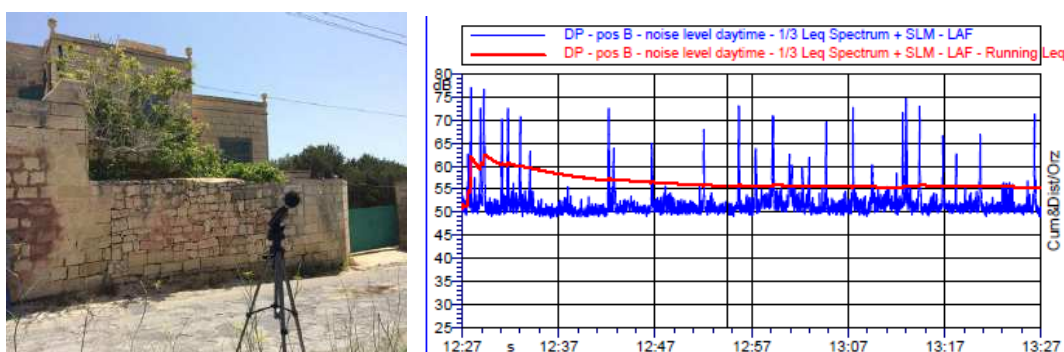 DP - pos B - noise level daytime - 1/3 Leq Spectrum + SLM - LAF
DP - pos B - noise level daytime - 1/3 Leq Spectrum + SLM - LAF - Running Leq
80
dB
75
70
65
60
55
50
45
40
35
30
25
12:27 s 12:37 12:47 12:57 13:07 13:17 13:27
Cum&Dist/Orz